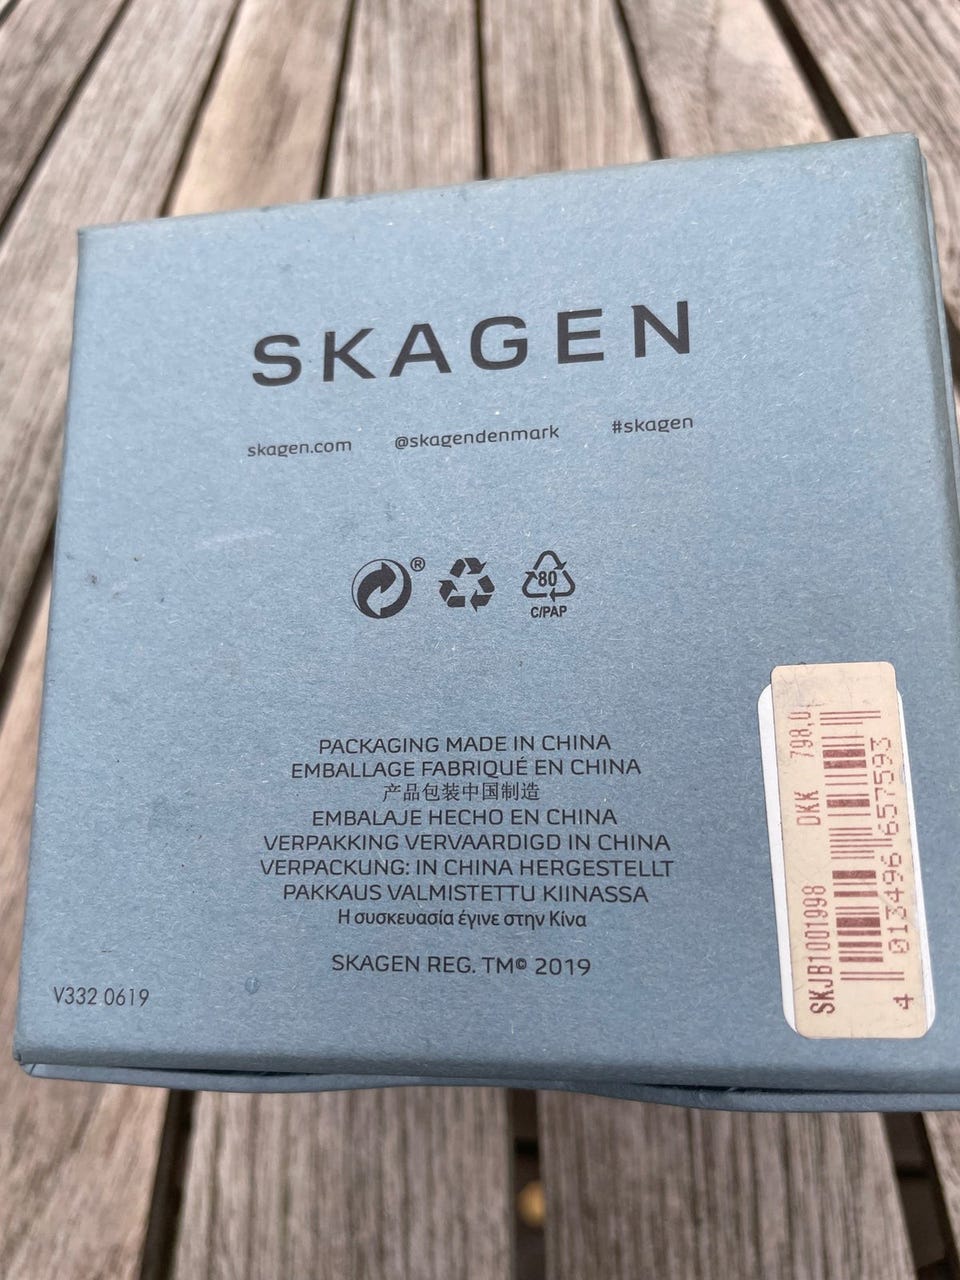 SKAGEN
skagen.com @skagendenmark #skagen
®
80
C/PAP
PACKAGING MADE IN CHINA
EMBALLAGE FABRIQUÉ EN CHINA
产品包装中国制造
EMBALAJE HECHO EN CHINA
VERPAKKING VERVAARDIGD IN CHINA
VERPACKUNG: IN CHINA HERGESTELLT
PAKKAUS VALMISTETTU KIINASSA
Η συσκευασία έγινε στην Κίνα
SKAGEN REG. TM© 2019
V332 0619
SKJB1001998 DKK 798,0
4 013496 657593